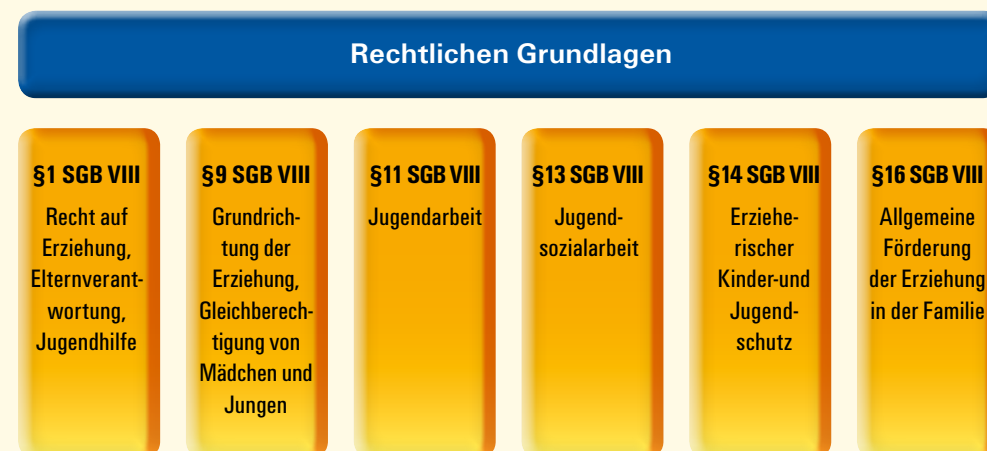 Rechtlichen Grundlagen
§1 SGB VIII
Recht auf
Erziehung,
Elternverant-
wortung,
Jugendhilfe
§9 SGB VIII
Grundrich-
tung der
Erziehung,
Gleichberech-
tigung von
Mädchen und
Jungen
§11 SGB VIII
Jugendarbeit
§13 SGB VIII
Jugend-
sozialarbeit
§14 SGB VIII
Erziehe-
rischer
Kinder-und
Jugend-
schutz
§16 SGB VIII
Allgemeine
Förderung
der Erziehung
in der Familie